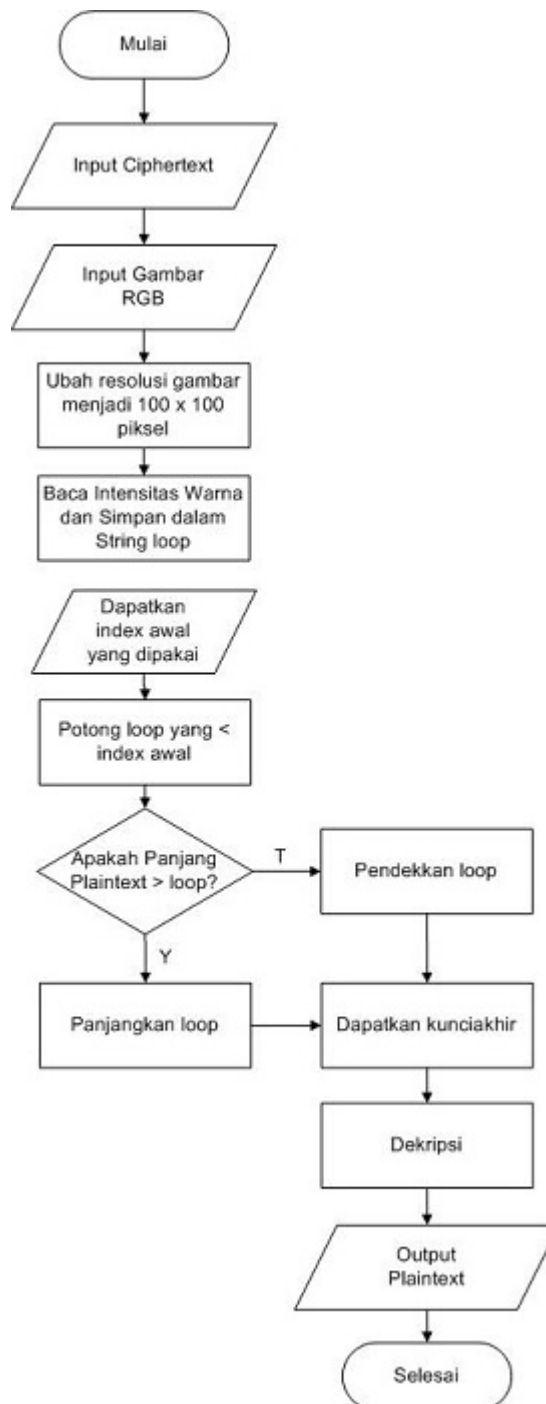 Mulai
Input Ciphertext
Input Gambar
RGB
Ubah resolusi gambar
menjadi 100 x 100
piksel
Baca Intensitas Warna
dan Simpan dalam
String loop
Dapatkan
index awal
yang dipakai
Potong loop yang <
index awal
Apakah Panjang
Plaintext > loop?
T
Pendekkan loop
Y
Panjangkan loop
Dapatkan kunciakhir
Dekripsi
Output
Plaintext
Selesai